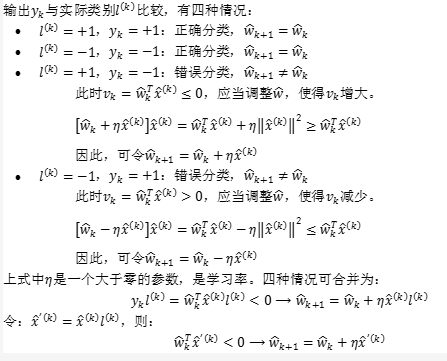 输出$y_k$与实际类别$l^{(k)}$比较，有四种情况：
• $l^{(k)} = +1$，$y_k = +1$：正确分类，$\hat{w}_{k+1} = \hat{w}_k$
• $l^{(k)} = -1$，$y_k = -1$：正确分类，$\hat{w}_{k+1} = \hat{w}_k$
• $l^{(k)} = +1$，$y_k = -1$：错误分类，$\hat{w}_{k+1} \neq \hat{w}_k$
此时$v_k = \hat{w}_k^T \hat{x}^{(k)} \leq 0$，应当调整$\hat{w}$，使得$v_k$增大。
$[\hat{w}_k + \eta\hat{x}^{(k)}]\hat{x}^{(k)} = \hat{w}_k^T \hat{x}^{(k)} + \eta\|\hat{x}^{(k)}\|^2 \geq \hat{w}_k^T \hat{x}^{(k)}$
因此，可令$\hat{w}_{k+1} = \hat{w}_k + \eta\hat{x}^{(k)}$
• $l^{(k)} = -1$，$y_k = +1$：错误分类，$\hat{w}_{k+1} \neq \hat{w}_k$
此时$v_k = \hat{w}_k^T \hat{x}^{(k)} > 0$，应当调整$\hat{w}$，使得$v_k$减少。
$[\hat{w}_k - \eta\hat{x}^{(k)}]\hat{x}^{(k)} = \hat{w}_k^T \hat{x}^{(k)} - \eta\|\hat{x}^{(k)}\|^2 \leq \hat{w}_k^T \hat{x}^{(k)}$
因此，可令$\hat{w}_{k+1} = \hat{w}_k - \eta\hat{x}^{(k)}$
上式中$\eta$是一个大于零的参数，是学习率。四种情况可合并为：
$y_k l^{(k)} = \hat{w}_k^T \hat{x}^{(k)} l^{(k)} < 0 \longrightarrow \hat{w}_{k+1} = \hat{w}_k + \eta\hat{x}^{(k)} l^{(k)}$
令：$\hat{x}'^{(k)} = \hat{x}^{(k)} l^{(k)}$，则：
$\hat{w}_k^T \hat{x}'^{(k)} < 0 \longrightarrow \hat{w}_{k+1} = \hat{w}_k + \eta\hat{x}'^{(k)}$